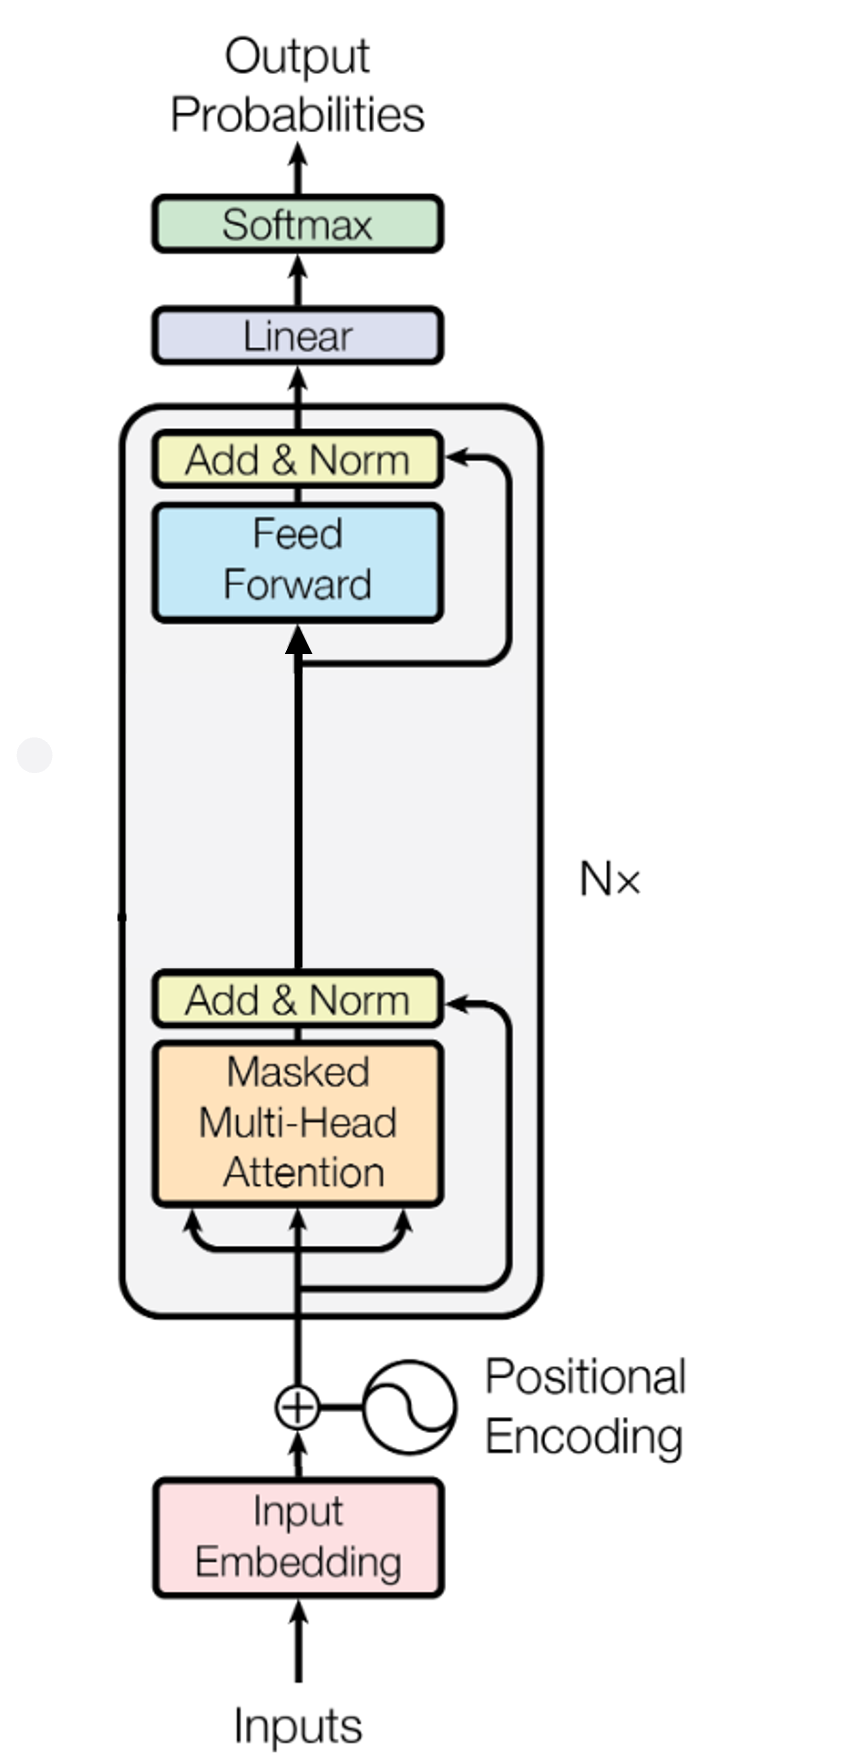 Output
Probabilities
Softmax
Linear
Add & Norm
Feed
Forward
N×
Add & Norm
Masked
Multi-Head
Attention
Positional
Encoding
Input
Embedding
Inputs